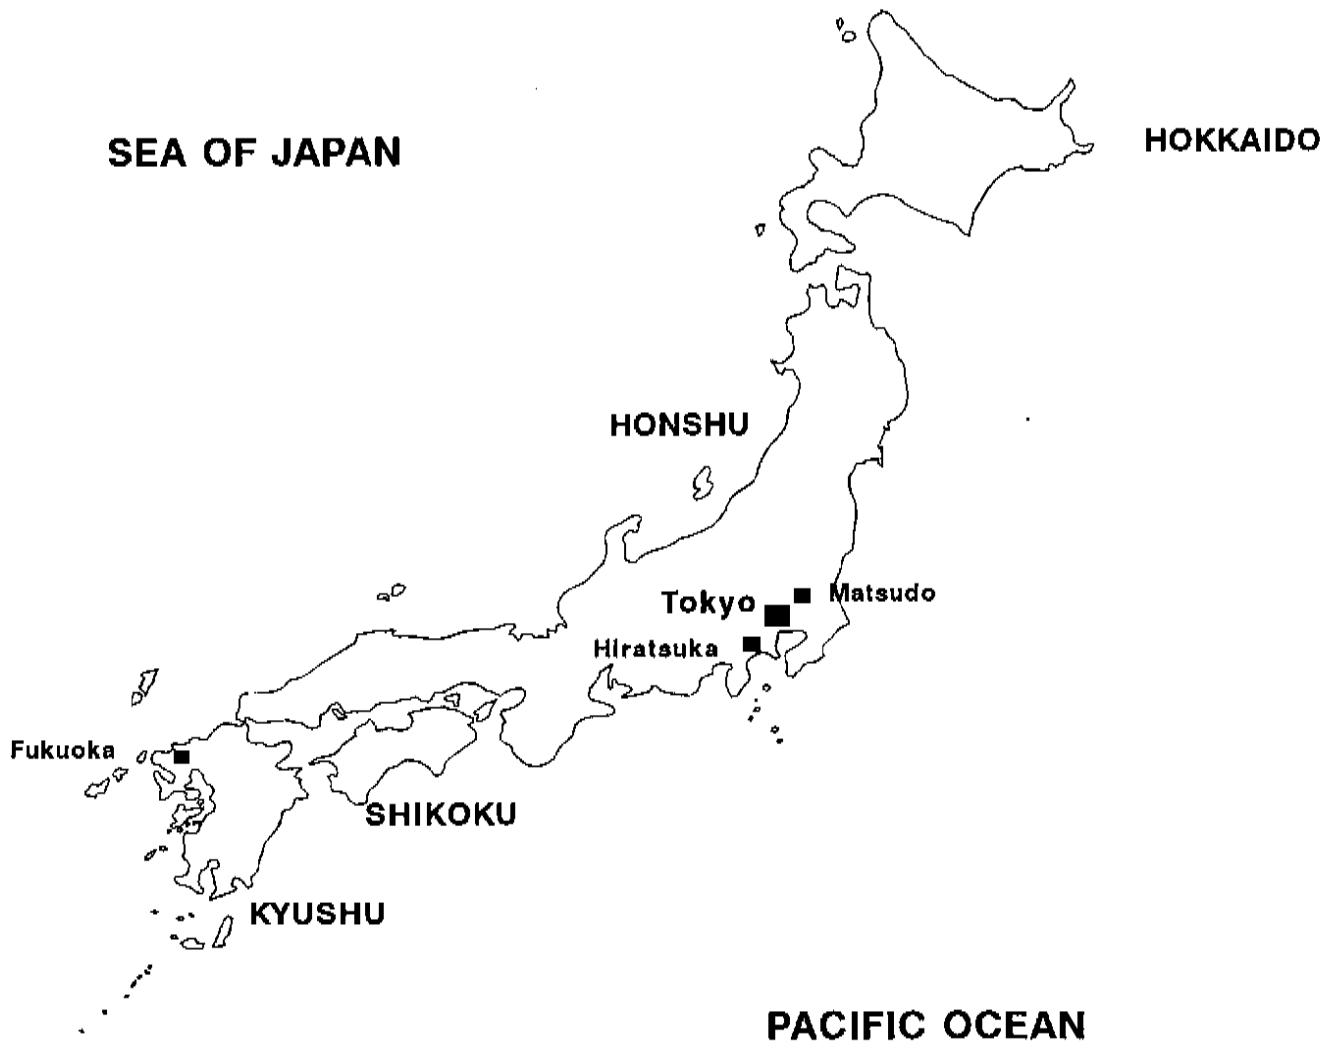 SEA OF JAPAN
HOKKAIDO
HONSHU
Tokyo
Matsudo
Hiratsuka
Fukuoka
SHIKOKU
KYUSHU
PACIFIC OCEAN